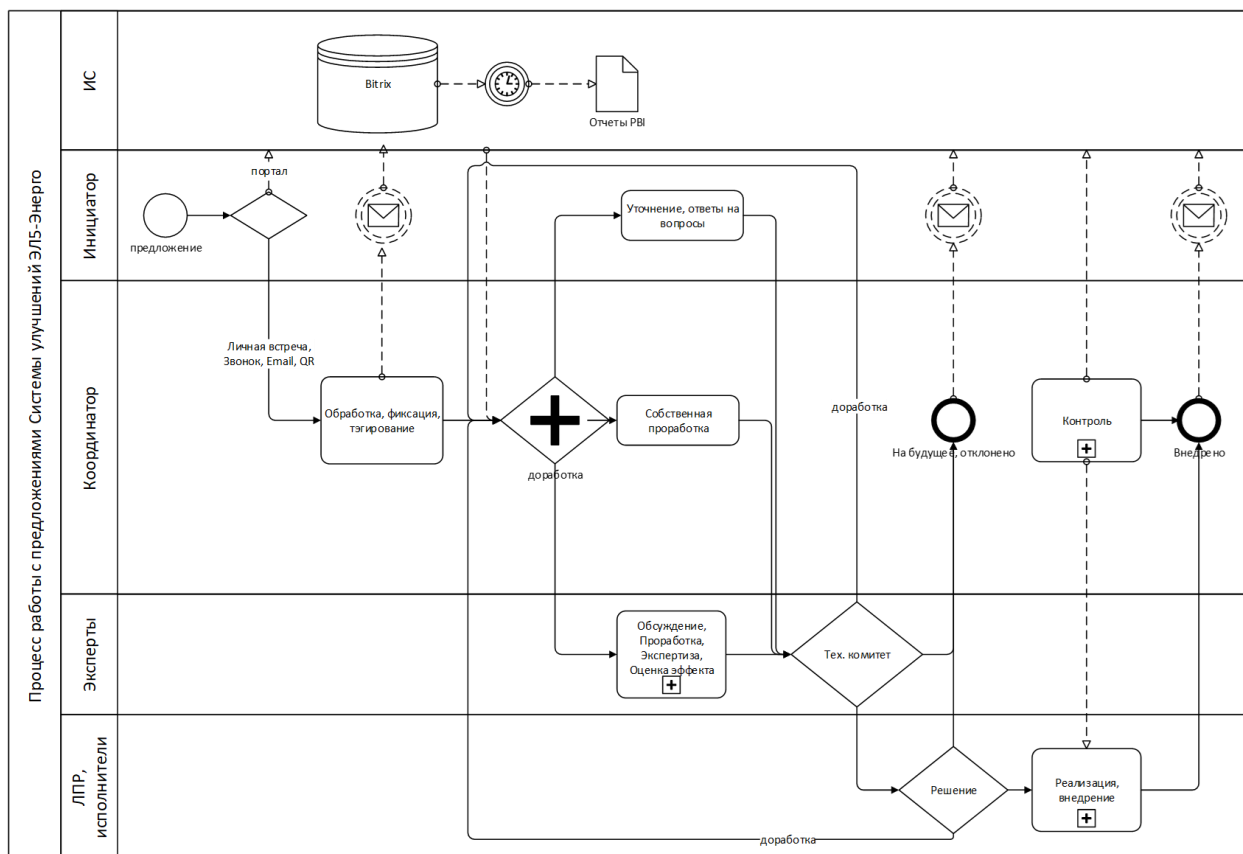 Процесс работы с предложениями Системы улучшений ЭЛ5-Энерго
ИС
Bitrix
Отчеты PBI
Инициатор
портал
предложение
Уточнение, ответы на
вопросы
Координатор
Личная встреча,
Звонок, Email, QR
Обработка, фиксация,
тэгирование
доработка
Собственная
проработка
доработка
На будущее, отклонено
Контроль
Внедрено
Эксперты
Обсуждение,
Проработка,
Экспертиза,
Оценка эффекта
Тех. комитет
ЛПР,
исполнители
Решение
Реализация,
внедрение
доработка